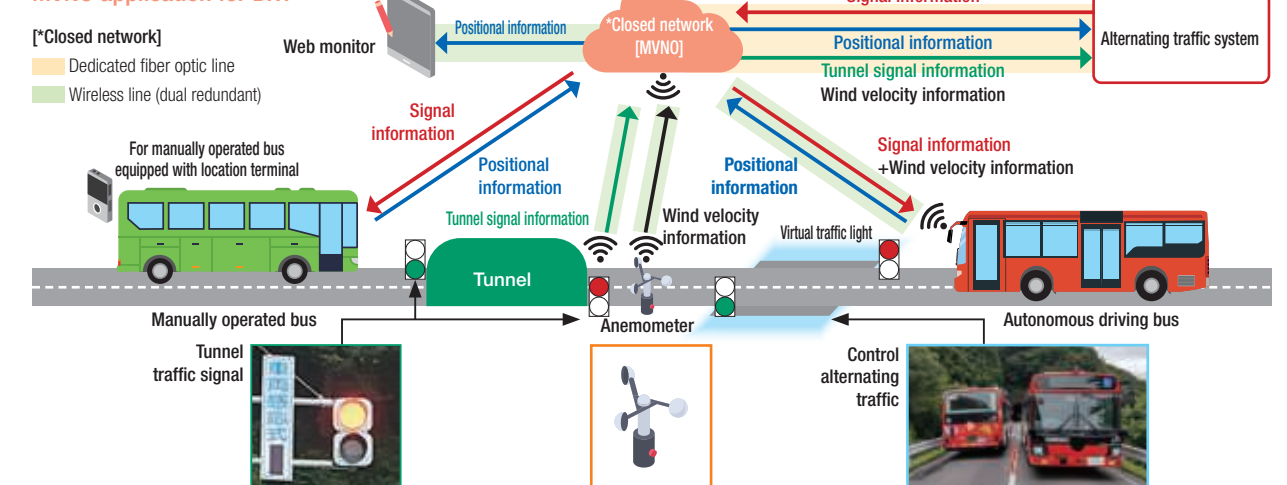 Web monitor
Positional information
*Closed network
[MVNO]
Positional information
Tunnel signal information
Wind velocity information
Alternating traffic system
[*Closed network]
Dedicated fiber optic line
Wireless line (dual redundant)
For manually operated bus
equipped with location terminal
Signal
information
Positional
information
Tunnel signal information
Wind velocity
information
Positional
information
Signal information
+Wind velocity information
Virtual traffic light
Tunnel
Manually operated bus
Anemometer
Autonomous driving bus
Tunnel
traffic signal
Control
alternating
traffic